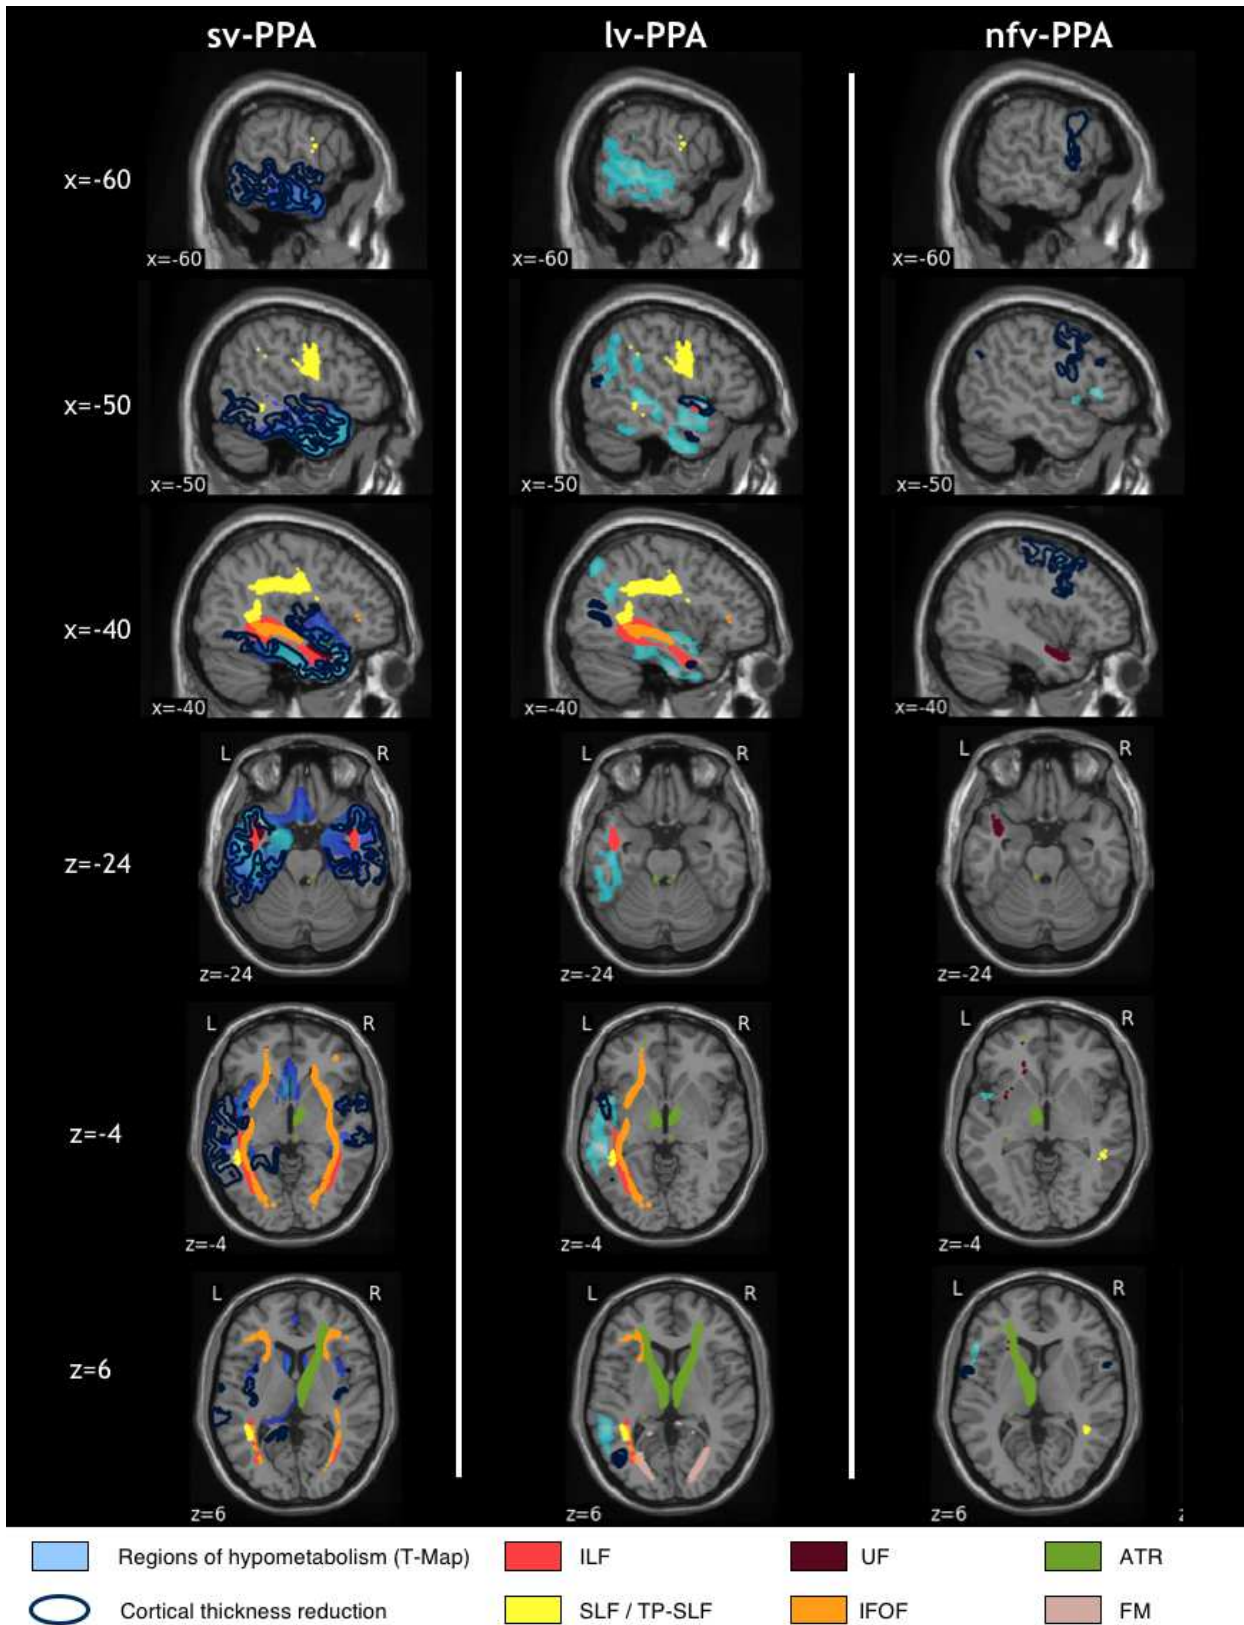 sv-PPA lv-PPA nfv-PPA
x=-60
x=-60 x=-60 x=-60
x=-50
x=-50 x=-50 x=-50
x=-40
x=-40 x=-40 x=-40
L R L R L R
z=-24
z=-24 z=-24 z=-24
L R L R L R
z=-4
z=-4 z=-4 z=-4
L R L R L R
z=6
z=6 z=6 z=6
Regions of hypometabolism (T-Map) ILF UF ATR
Cortical thickness reduction SLF / TP-SLF IFOF FM